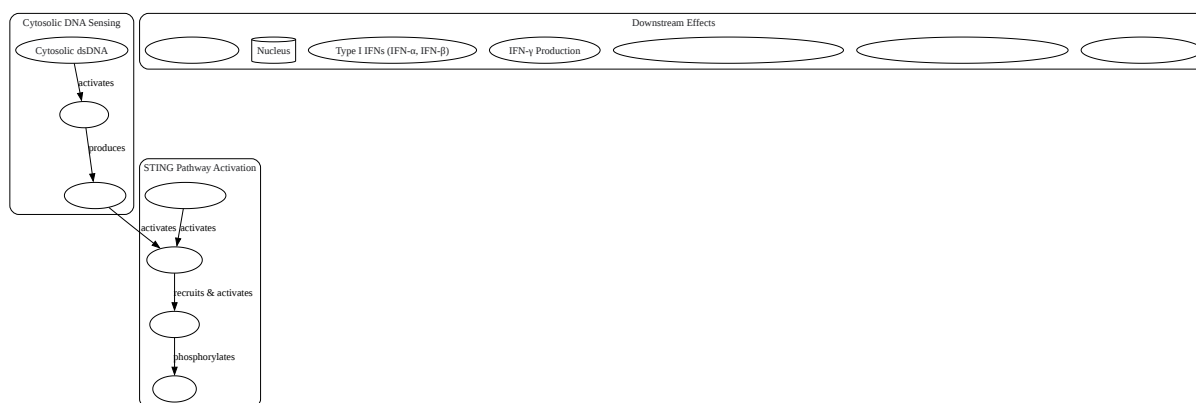 Cytosolic DNA Sensing
Cytosolic dsDNA
activates
produces
Downstream Effects
Nucleus
Type I IFNs (IFN-α, IFN-β)
IFN-γ Production
STING Pathway Activation
activates
activates
recruits & activates
phosphorylates